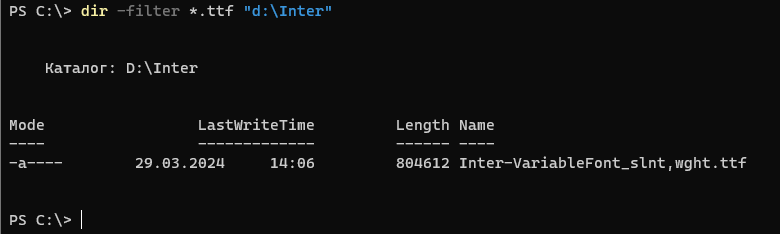 PS C:\> dir -filter *.ttf "d:\Inter"
Каталог: D:\Inter
Mode LastWriteTime Length Name
---- ------------- ------ ----
-a---- 29.03.2024 14:06 804612 Inter-VariableFont_slnt,wght.ttf
PS C:\>